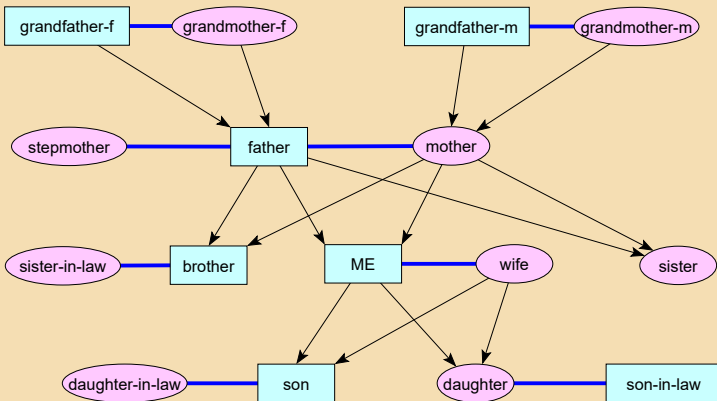 grandfather-f
grandmother-f
grandfather-m
grandmother-m
stepmother
father
mother
sister-in-law
brother
ME
wife
sister
daughter-in-law
son
daughter
son-in-law